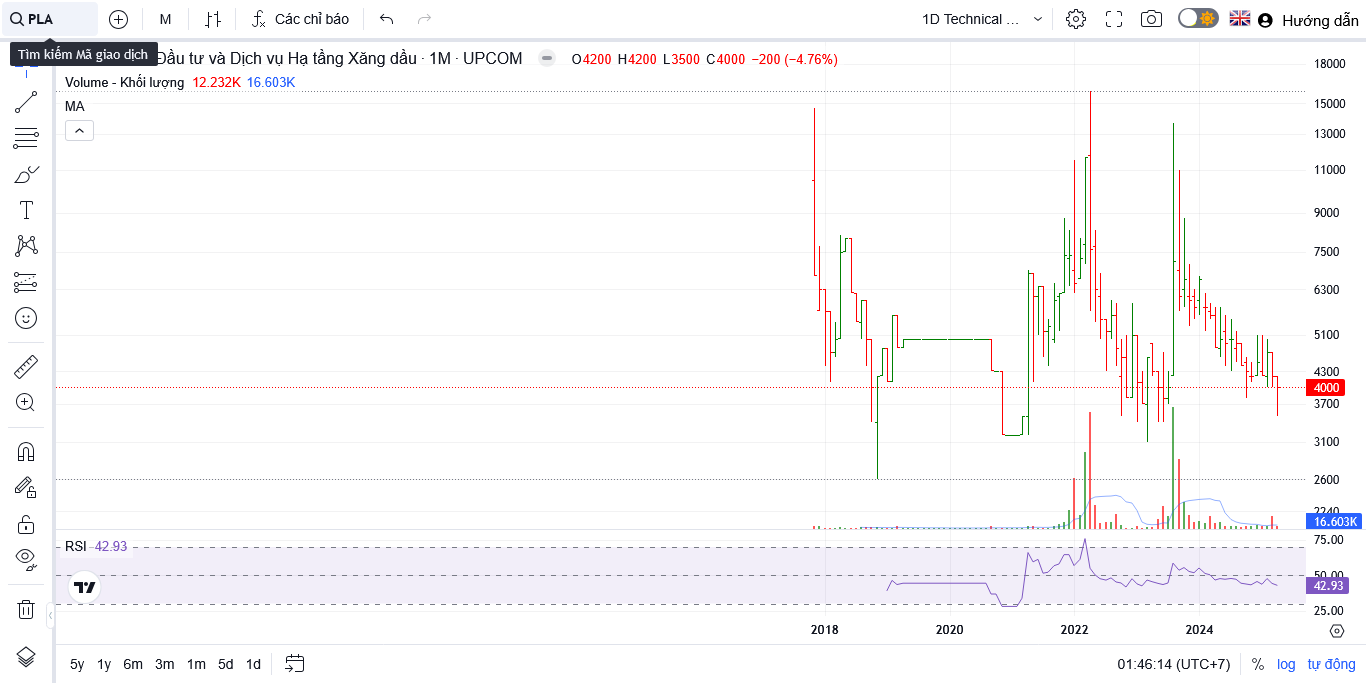 PLA
M
Các chỉ báo
1D Technical ...
Hướng dẫn
Tìm kiếm Mã giao dịch
Đầu tư và Dịch vụ Hạ tầng Xăng dầu · 1M · UPCOM
O4200 H4200 L3500 C4000 −200 (−4.76%)
Volume - Khối lượng 12.232K 16.603K
MA
18000
15000
13000
11000
9000
7500
6300
5100
4300
4000
3700
3100
2600
2240
16.603K
RSI 42.93
75.00
50.00
42.93
25.00
2018 2020 2022 2024
5y 1y 6m 3m 1m 5d 1d
01:46:14 (UTC+7) % log tự động